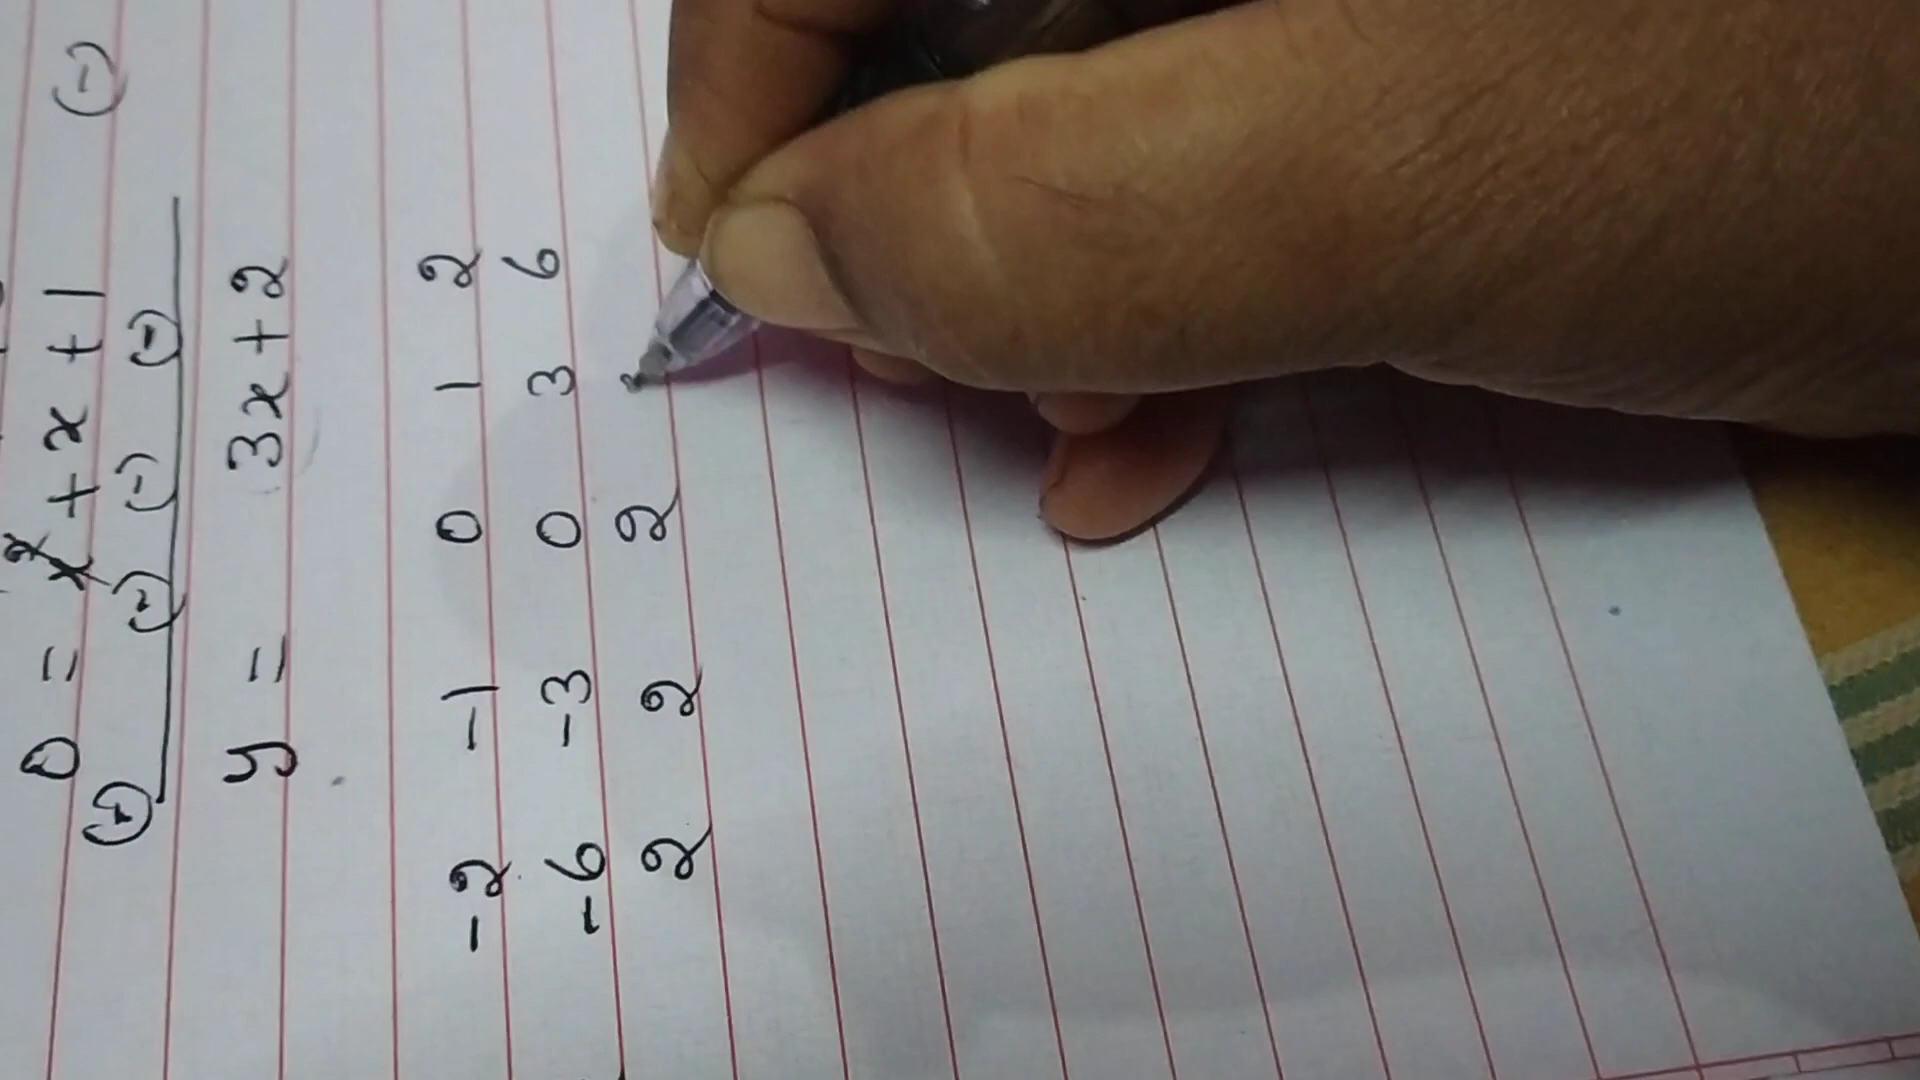 0 = x² + x + 1 (-)
(-) (-) (-) (-)
y = 3x + 2
-2 -1 0 1 2
-6 -3 0 3 6
2 2 2